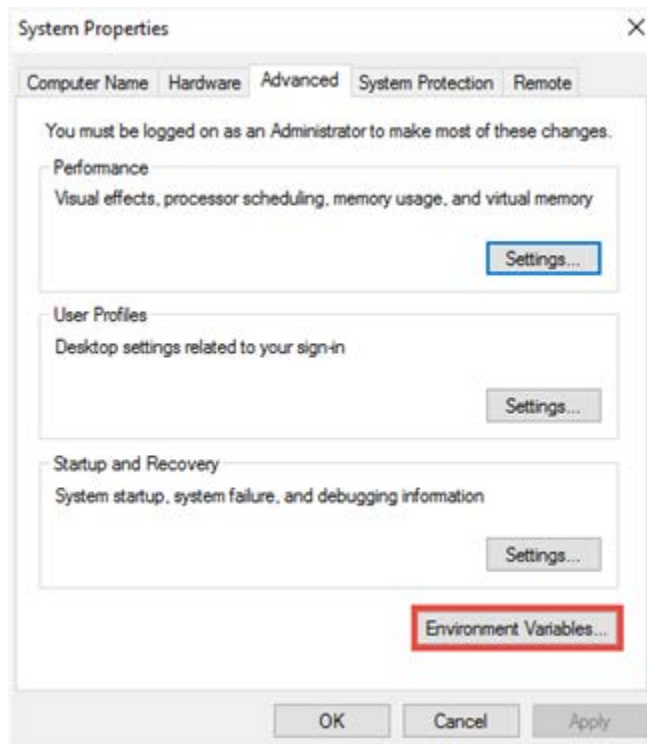 System Properties
Computer Name Hardware Advanced System Protection Remote
You must be logged on as an Administrator to make most of these changes.
Performance
Visual effects, processor scheduling, memory usage, and virtual memory
Settings...
User Profiles
Desktop settings related to your sign-in
Settings...
Startup and Recovery
System startup, system failure, and debugging information
Settings...
Environment Variables...
OK Cancel Apply